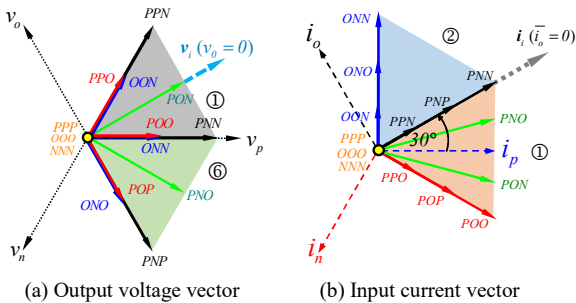 v_o
PPN
v_i (v_0 = 0)
PPO
OON
PON
①
PPP
OOO
NNN
POO
PNN
ONN
v_p
⑥
POP
PNO
ONO
v_n
PNP
(a) Output voltage vector
ONN
②
i_o
i_i (i_o = 0)
ONO
PNN
OON
PPN
PNP
PNO
PPP
OOO
NNN
30°
i_p
①
PPO
PON
POP
POO
i_n
(b) Input current vector